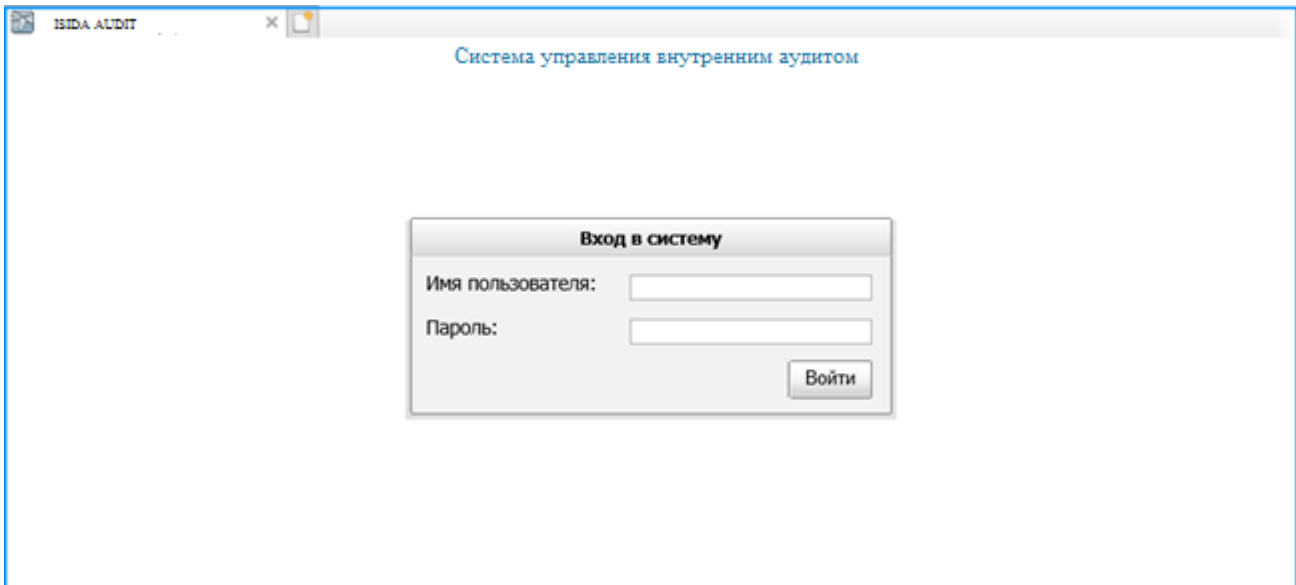 ISIDA AUDIT
Система управления внутренним аудитом
Вход в систему
Имя пользователя:
Пароль:
Войти